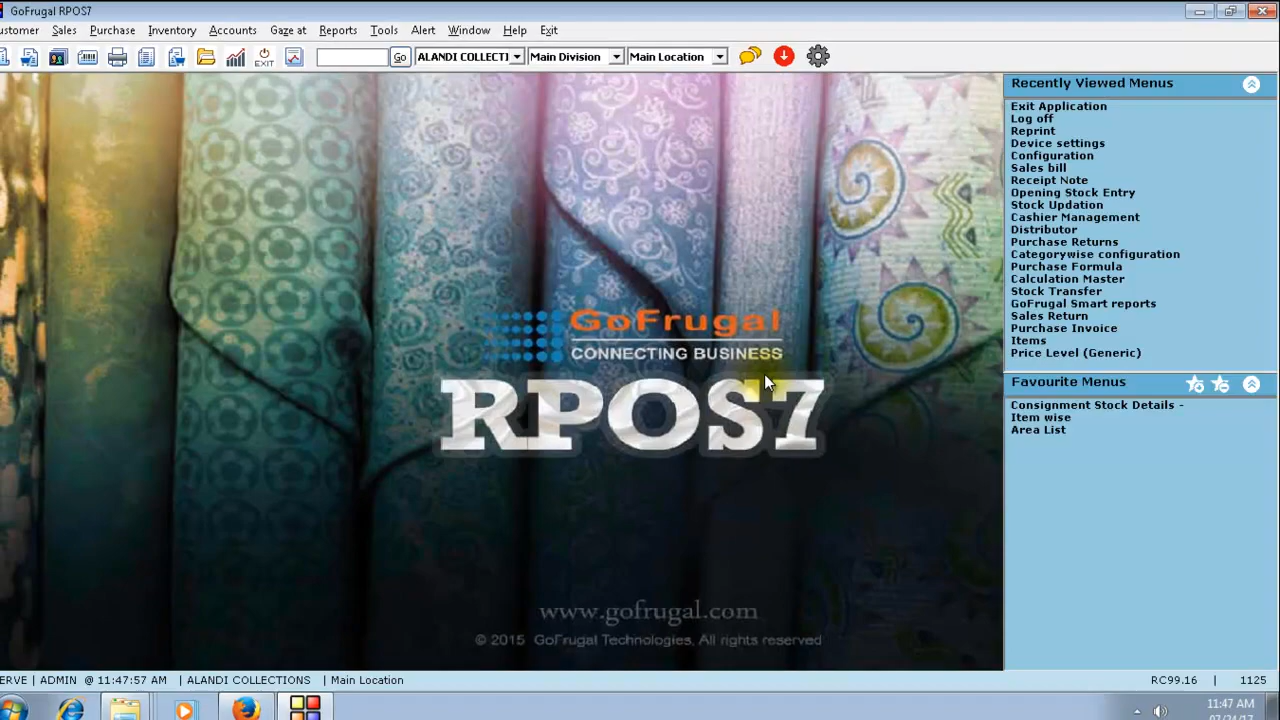 GoFrugal RPOS7
ustomer Sales Purchase Inventory Accounts Gaze at Reports Tools Alert Window Help Exit
EXIT Go ALANDI COLLECTI Main Division Main Location
Recently Viewed Menus
Exit Application
Log off
Reprint
Device settings
Configuration
Sales bill
Receipt Note
Opening Stock Entry
Stock Updation
Cashier Management
Distributor
Purchase Returns
Categorywise configuration
Purchase Formula
Calculation Master
Stock Transfer
GoFrugal Smart reports
Sales Return
Purchase Invoice
Items
Price Level (Generic)
Favourite Menus
Consignment Stock Details -
Item wise
Area List
GoFrugal
CONNECTING BUSINESS
RPOS7
www.gofrugal.com
© 2015 GoFrugal Technologies, All rights reserved
ERVE | ADMIN @ 11:47:57 AM | ALANDI COLLECTIONS | Main Location RC99.16 | 1125
11:47 AM
07/24/17